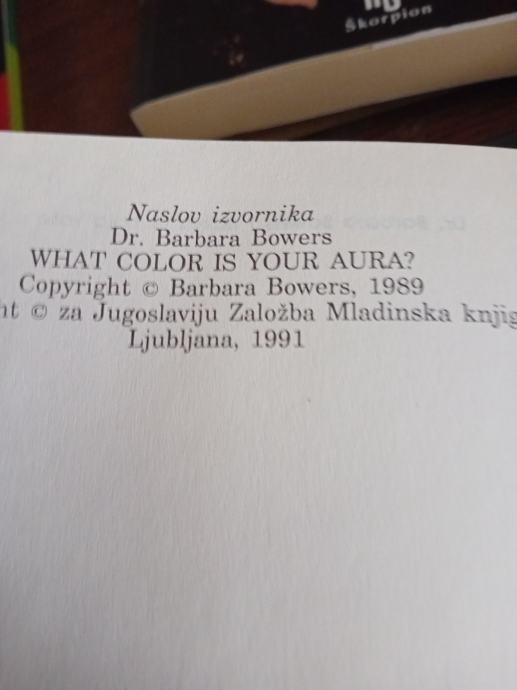 Škorpion
Naslov izvornika
Dr. Barbara Bowers
WHAT COLOR IS YOUR AURA?
Copyright © Barbara Bowers, 1989
© za Jugoslaviju Založba Mladinska
Ljubljana, 1991